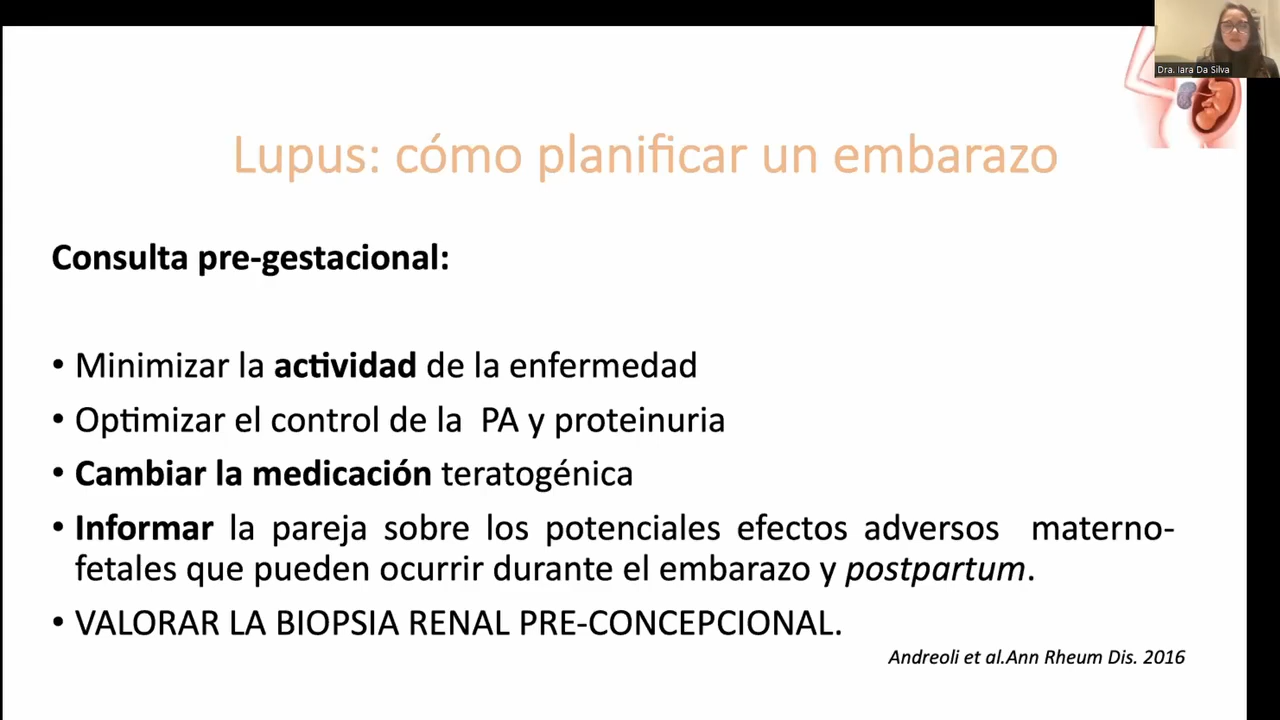 Dra. Iara Da Silva
Lupus: cómo planificar un embarazo
Consulta pre-gestacional:
• Minimizar la actividad de la enfermedad
• Optimizar el control de la PA y proteinuria
• Cambiar la medicación teratogénica
• Informar la pareja sobre los potenciales efectos adversos materno-
fetales que pueden ocurrir durante el embarazo y postpartum.
• VALORAR LA BIOPSIA RENAL PRE-CONCEPCIONAL.
Andreoli et al.Ann Rheum Dis. 2016